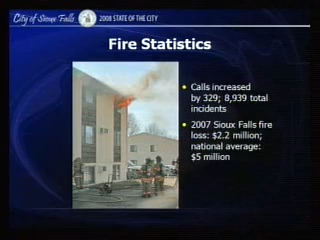 City of Sioux Falls 2008 STATE OF THE CITY
Fire Statistics
• Calls increased
by 329; 8,939 total
incidents
• 2007 Sioux Falls fire
loss: $2.2 million;
national average:
$5 million